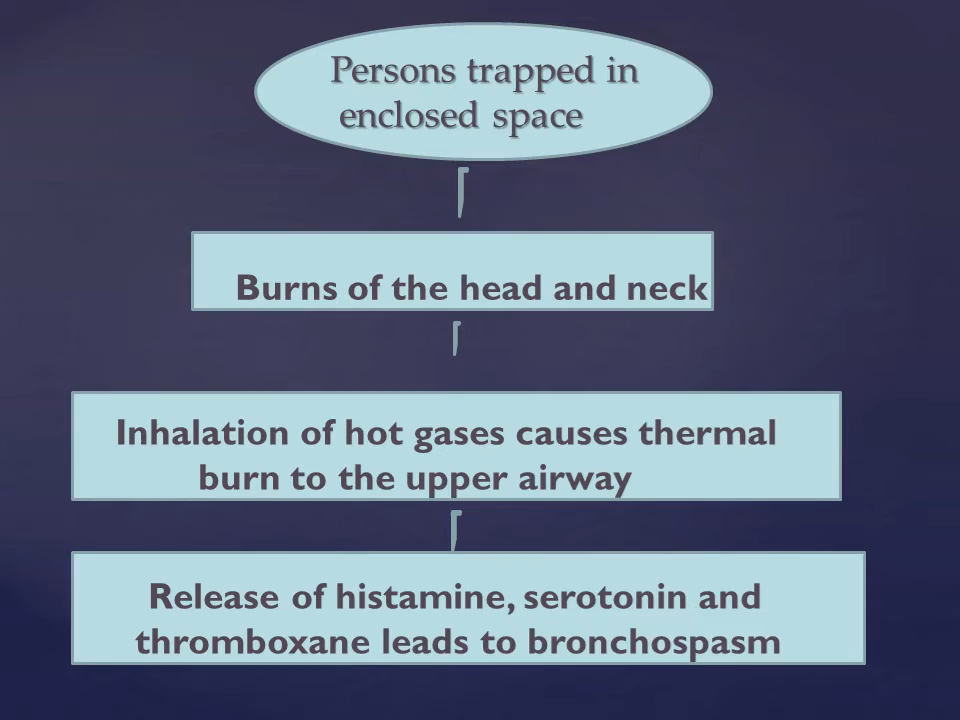 Persons trapped in
enclosed space
Burns of the head and neck
Inhalation of hot gases causes thermal
burn to the upper airway
Release of histamine, serotonin and
thromboxane leads to bronchospasm